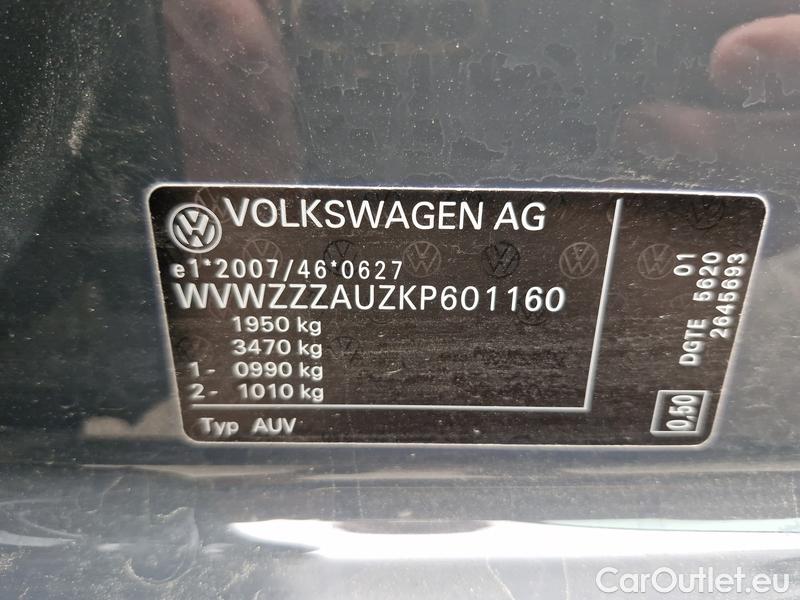 VOLKSWAGEN AG
e1*2007/46*0627
WVWZZZAUZKP601160
1950 kg
3470 kg
1 - 0990 kg
2 - 1010 kg
Typ AUV
01
DGTE 5620
2645693
0,50
CarOutlet.eu